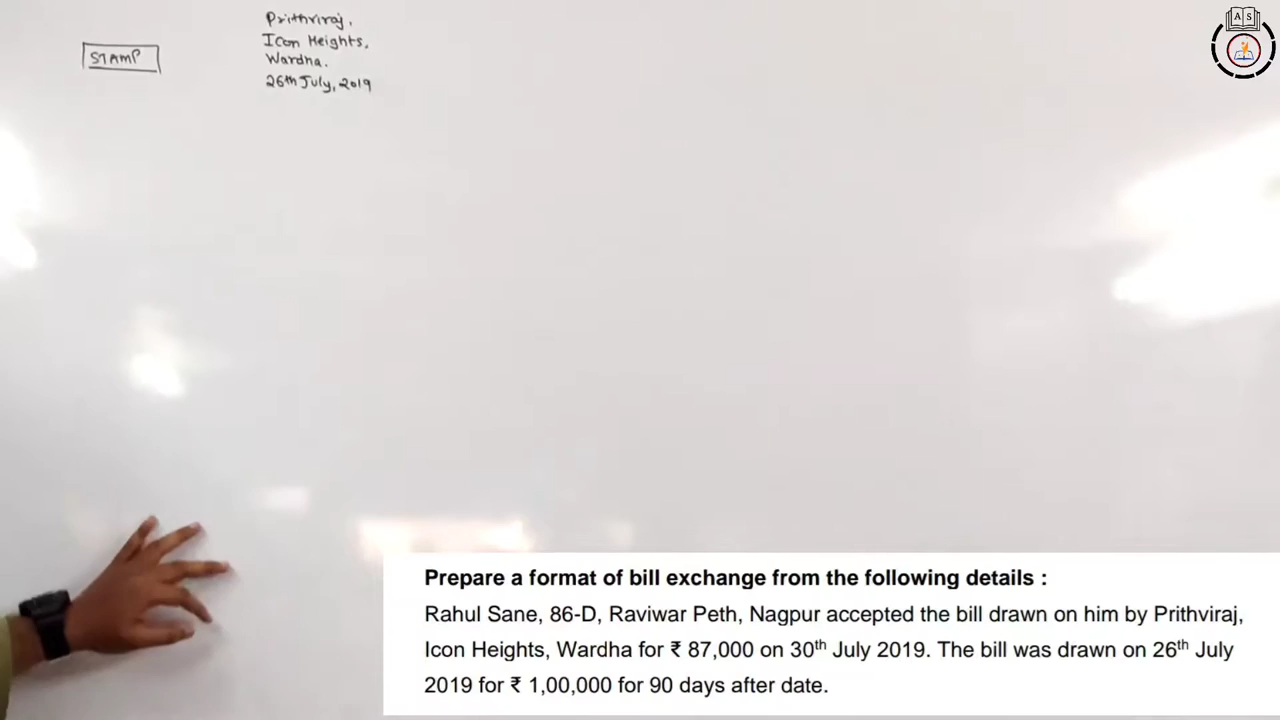 A S
STAMP
Prithviraj,
Icon Heights,
Wardha.
26th July, 2019
Prepare a format of bill exchange from the following details :
Rahul Sane, 86-D, Raviwar Peth, Nagpur accepted the bill drawn on him by Prithviraj,
Icon Heights, Wardha for ₹ 87,000 on 30th July 2019. The bill was drawn on 26th July
2019 for ₹ 1,00,000 for 90 days after date.